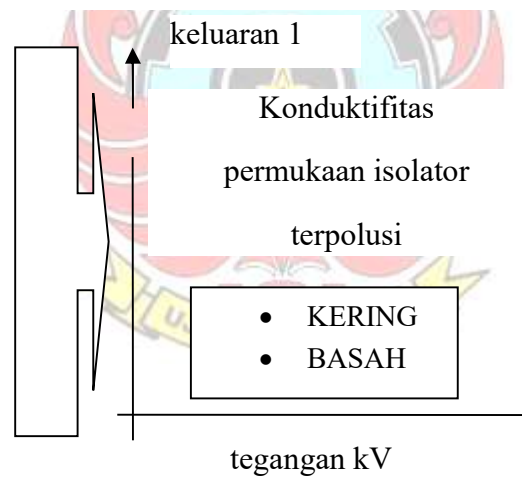 keluaran 1
Konduktifitas
permukaan isolator
terpolusi
• KERING
• BASAH
tegangan kV